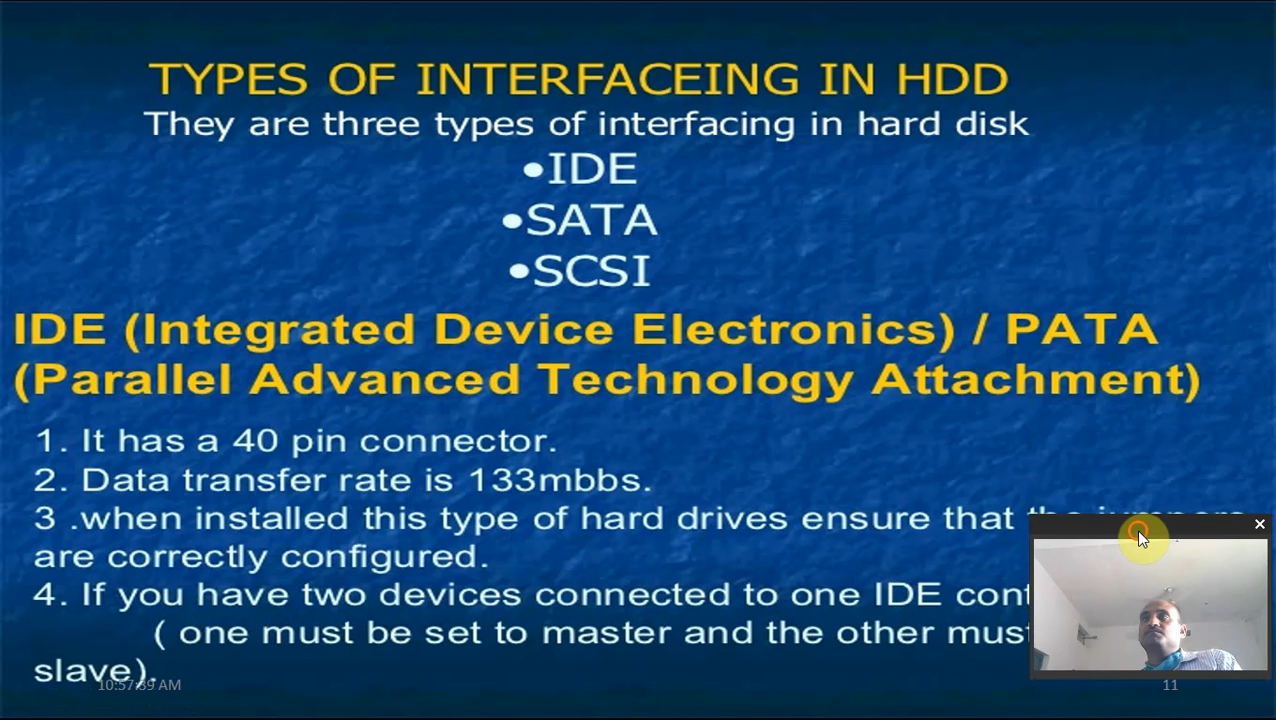 TYPES OF INTERFACEING IN HDD
They are three types of interfacing in hard disk
•IDE
•SATA
•SCSI
IDE (Integrated Device Electronics) / PATA
(Parallel Advanced Technology Attachment)
1. It has a 40 pin connector.
2. Data transfer rate is 133mbbs.
3 .when installed this type of hard drives ensure that the jumpers
are correctly configured.
4. If you have two devices connected to one IDE
( one must be set to master and the other must
slave).
10:57:39 AM
11